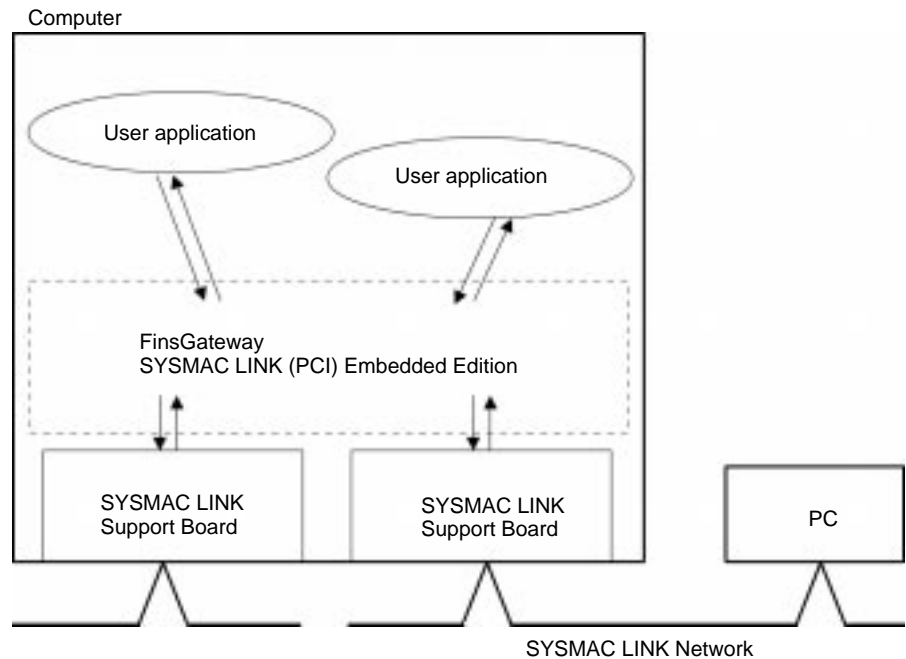 Computer
User application
User application
FinsGateway
SYSMAC LINK (PCI) Embedded Edition
SYSMAC LINK
Support Board
SYSMAC LINK
Support Board
PC
SYSMAC LINK Network